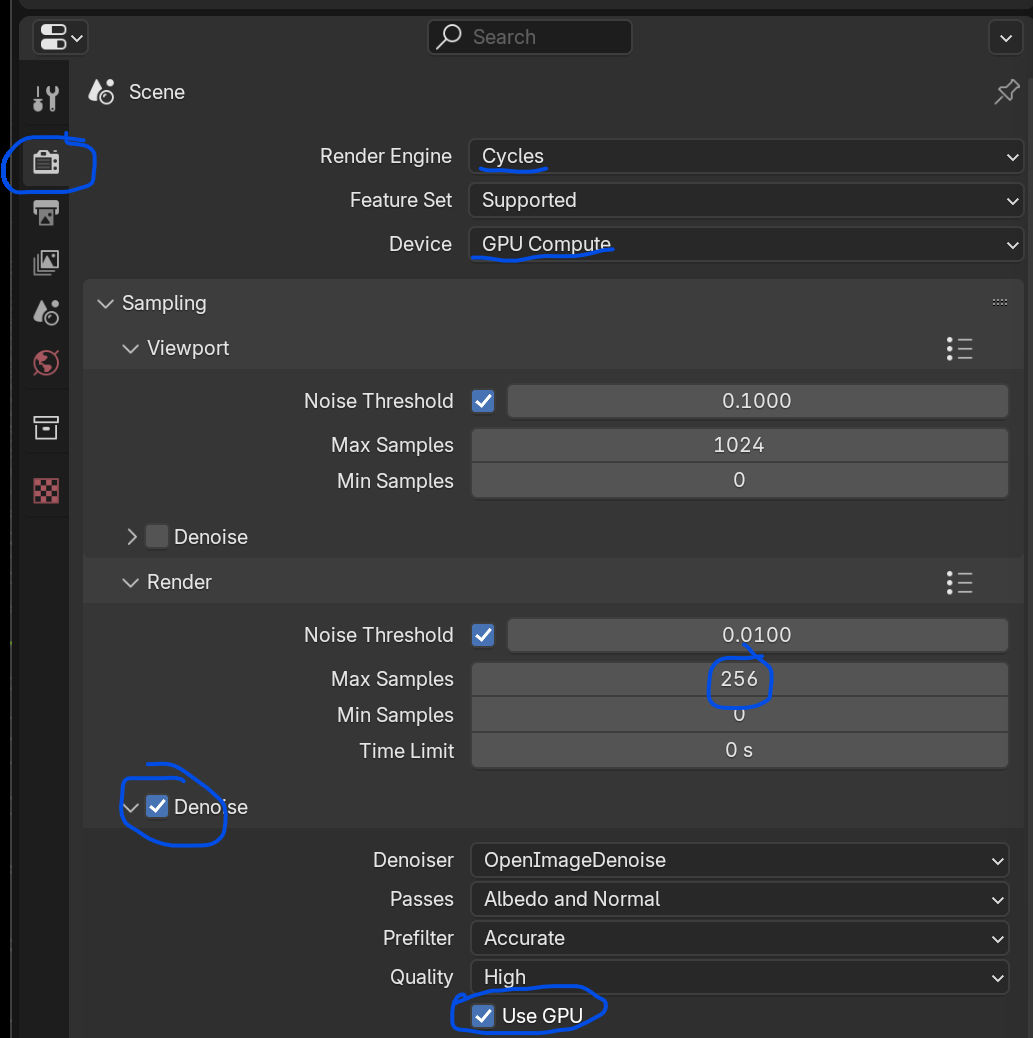 Search
Scene
Render Engine Cycles
Feature Set Supported
Device GPU Compute
Sampling
Viewport
Noise Threshold 0.1000
Max Samples 1024
Min Samples 0
Denoise
Render
Noise Threshold 0.0100
Max Samples 256
Min Samples 0
Time Limit 0 s
Denoise
Denoiser OpenImageDenoise
Passes Albedo and Normal
Prefilter Accurate
Quality High
Use GPU